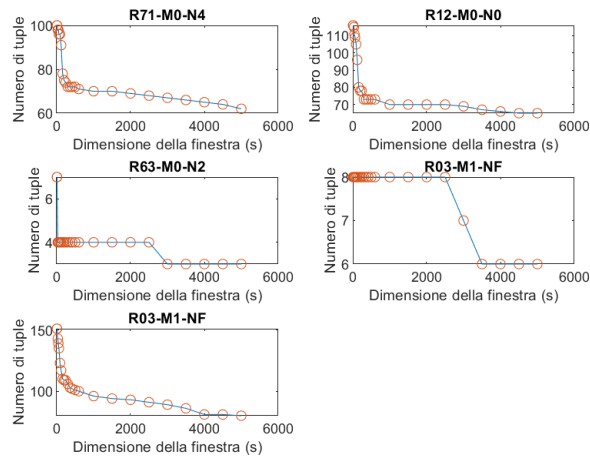 R71-M0-N4
Numero di tuple
100
80
60
0 2000 4000 6000
Dimensione della finestra (s)
R12-M0-N0
Numero di tuple
110
100
90
80
70
0 2000 4000 6000
Dimensione della finestra (s)
R63-M0-N2
Numero di tuple
6
4
0 2000 4000 6000
Dimensione della finestra (s)
R03-M1-NF
Numero di tuple
8
7
6
0 2000 4000 6000
Dimensione della finestra (s)
R03-M1-NF
Numero di tuple
150
100
0 2000 4000 6000
Dimensione della finestra (s)